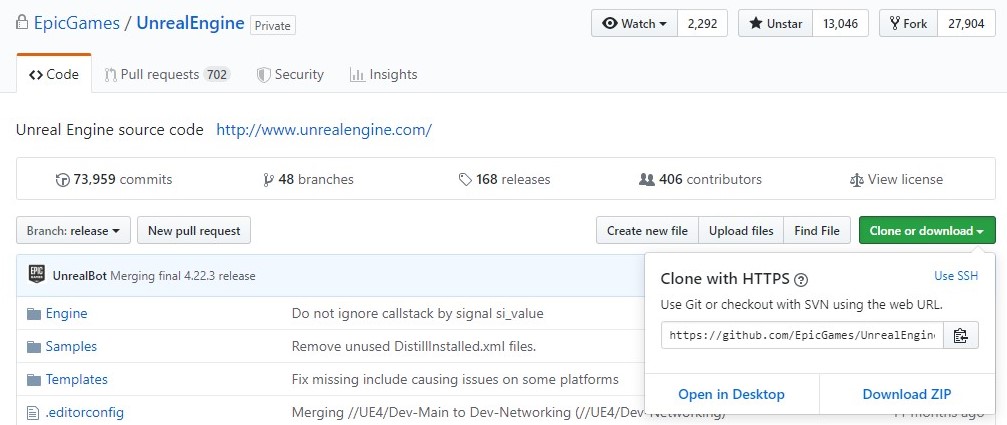 EpicGames / UnrealEngine Private
Watch 2,292 Unstar 13,046 Fork 27,904
Code Pull requests 702 Security Insights
Unreal Engine source code http://www.unrealengine.com/
73,959 commits 48 branches 168 releases 406 contributors View license
Branch: release New pull request Create new file Upload files Find File Clone or download
EPIC GAMES UnrealBot Merging final 4.22.3 release
Engine Do not ignore callstack by signal si_value
Samples Remove unused DistillInstalled.xml files.
Templates Fix missing include causing issues on some platforms
.editorconfig Merging //UE4/Dev-Main to Dev-Networking (//UE4/Dev-Networking) 11 months ago
Clone with HTTPS ? Use SSH
Use Git or checkout with SVN using the web URL.
https://github.com/EpicGames/UnrealEngin
Open in Desktop Download ZIP